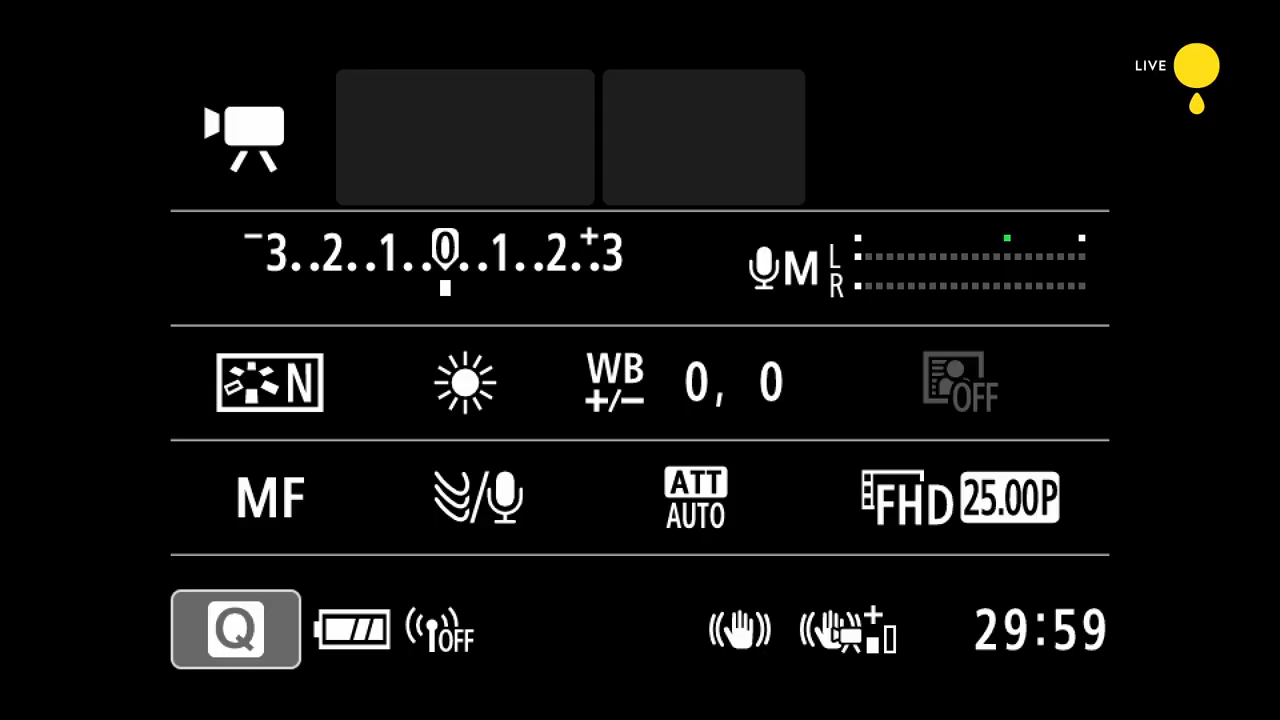 LIVE
-3..2..1..0..1..2.+3
M L R
N WB +/- 0, 0 OFF
MF / ATT AUTO FHD 25.00P
Q OFF + 29:59